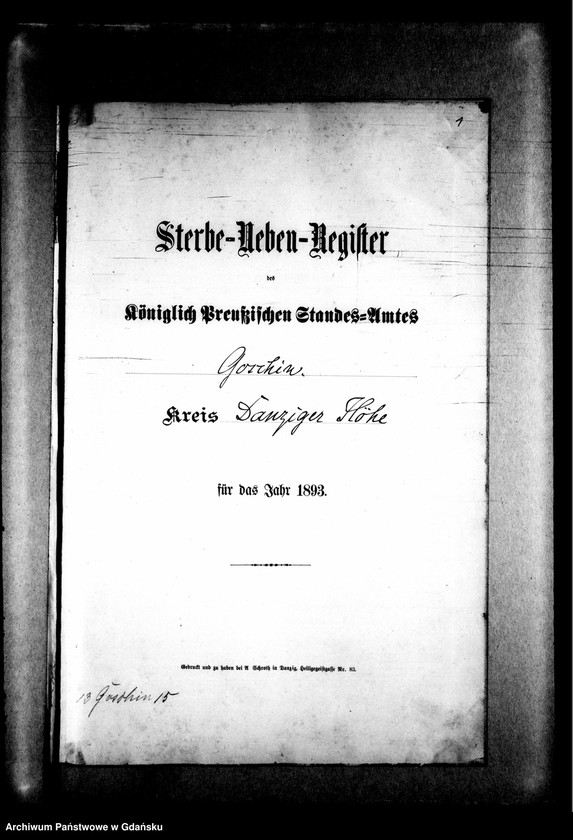 1
Sterbe-Neben-Register
des
Königlich Preußischen Standes-Amtes
Goschin.
Kreis Danziger Höhe
für das Jahr 1893.
Gedruckt und zu haben bei A Schroth in Danzig, Heiligegeistgasse Nr. 83.
13 Goschin 15
Archiwum Państwowe w Gdańsku